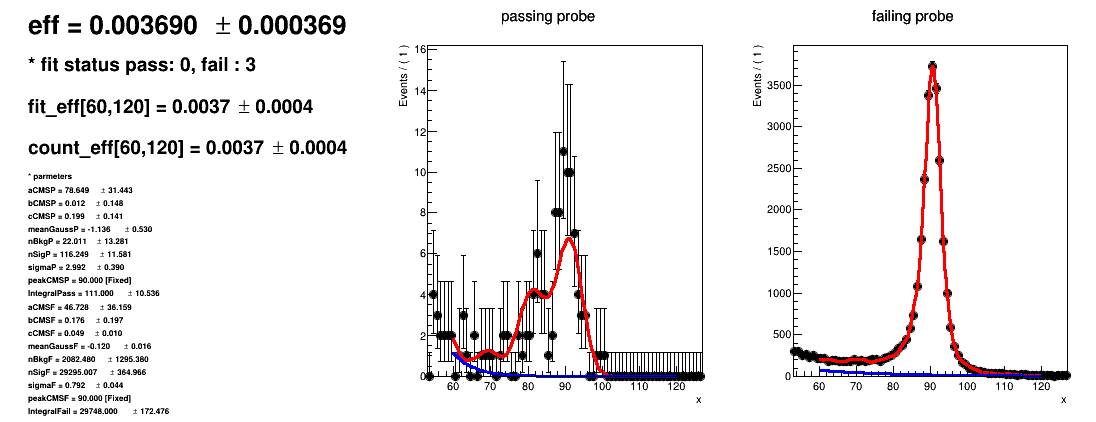 eff = 0.003690 ± 0.000369
* fit status pass: 0, fail : 3
fit_eff[60,120] = 0.0037 ± 0.0004
count_eff[60,120] = 0.0037 ± 0.0004
* parmeters
aCMSP = 78.649 ± 31.443
bCMSP = 0.012 ± 0.148
cCMSP = 0.199 ± 0.141
meanGaussP = -1.136 ± 0.530
nBkgP = 22.011 ± 13.281
nSigP = 116.249 ± 11.581
sigmaP = 2.992 ± 0.390
peakCMSP = 90.000 [Fixed]
IntegralPass = 111.000 ± 10.536
aCMSF = 46.728 ± 36.159
bCMSF = 0.176 ± 0.197
cCMSF = 0.049 ± 0.010
meanGaussF = -0.120 ± 0.016
nBkgF = 2082.480 ± 1295.380
nSigF = 29295.007 ± 364.966
sigmaF = 0.792 ± 0.044
peakCMSF = 90.000 [Fixed]
IntegralFail = 29748.000 ± 172.476
passing probe
Events / ( 1 )
16
14
12
10
8
6
4
2
0
60 70 80 90 100 110 120
x
failing probe
Events / ( 1 )
3500
3000
2500
2000
1500
1000
500
0
60 70 80 90 100 110 120
x